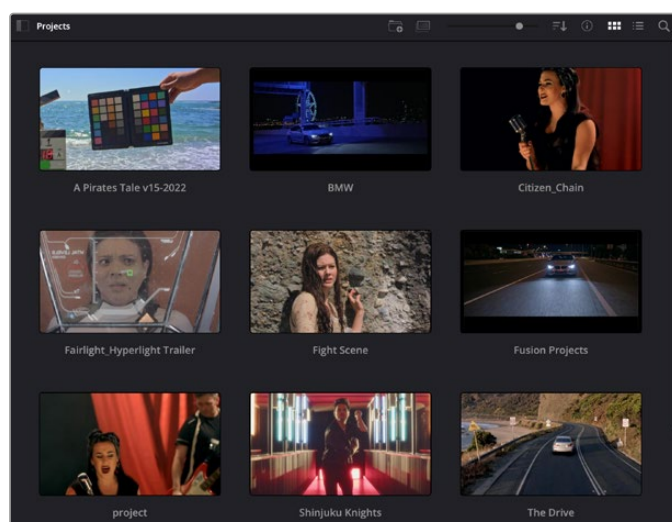 Projects
A Pirates Tale v15-2022
BMW
Citizen_Chain
Fairlight_Hyperlight Trailer
Fight Scene
Fusion Projects
project
Shinjuku Knights
The Drive